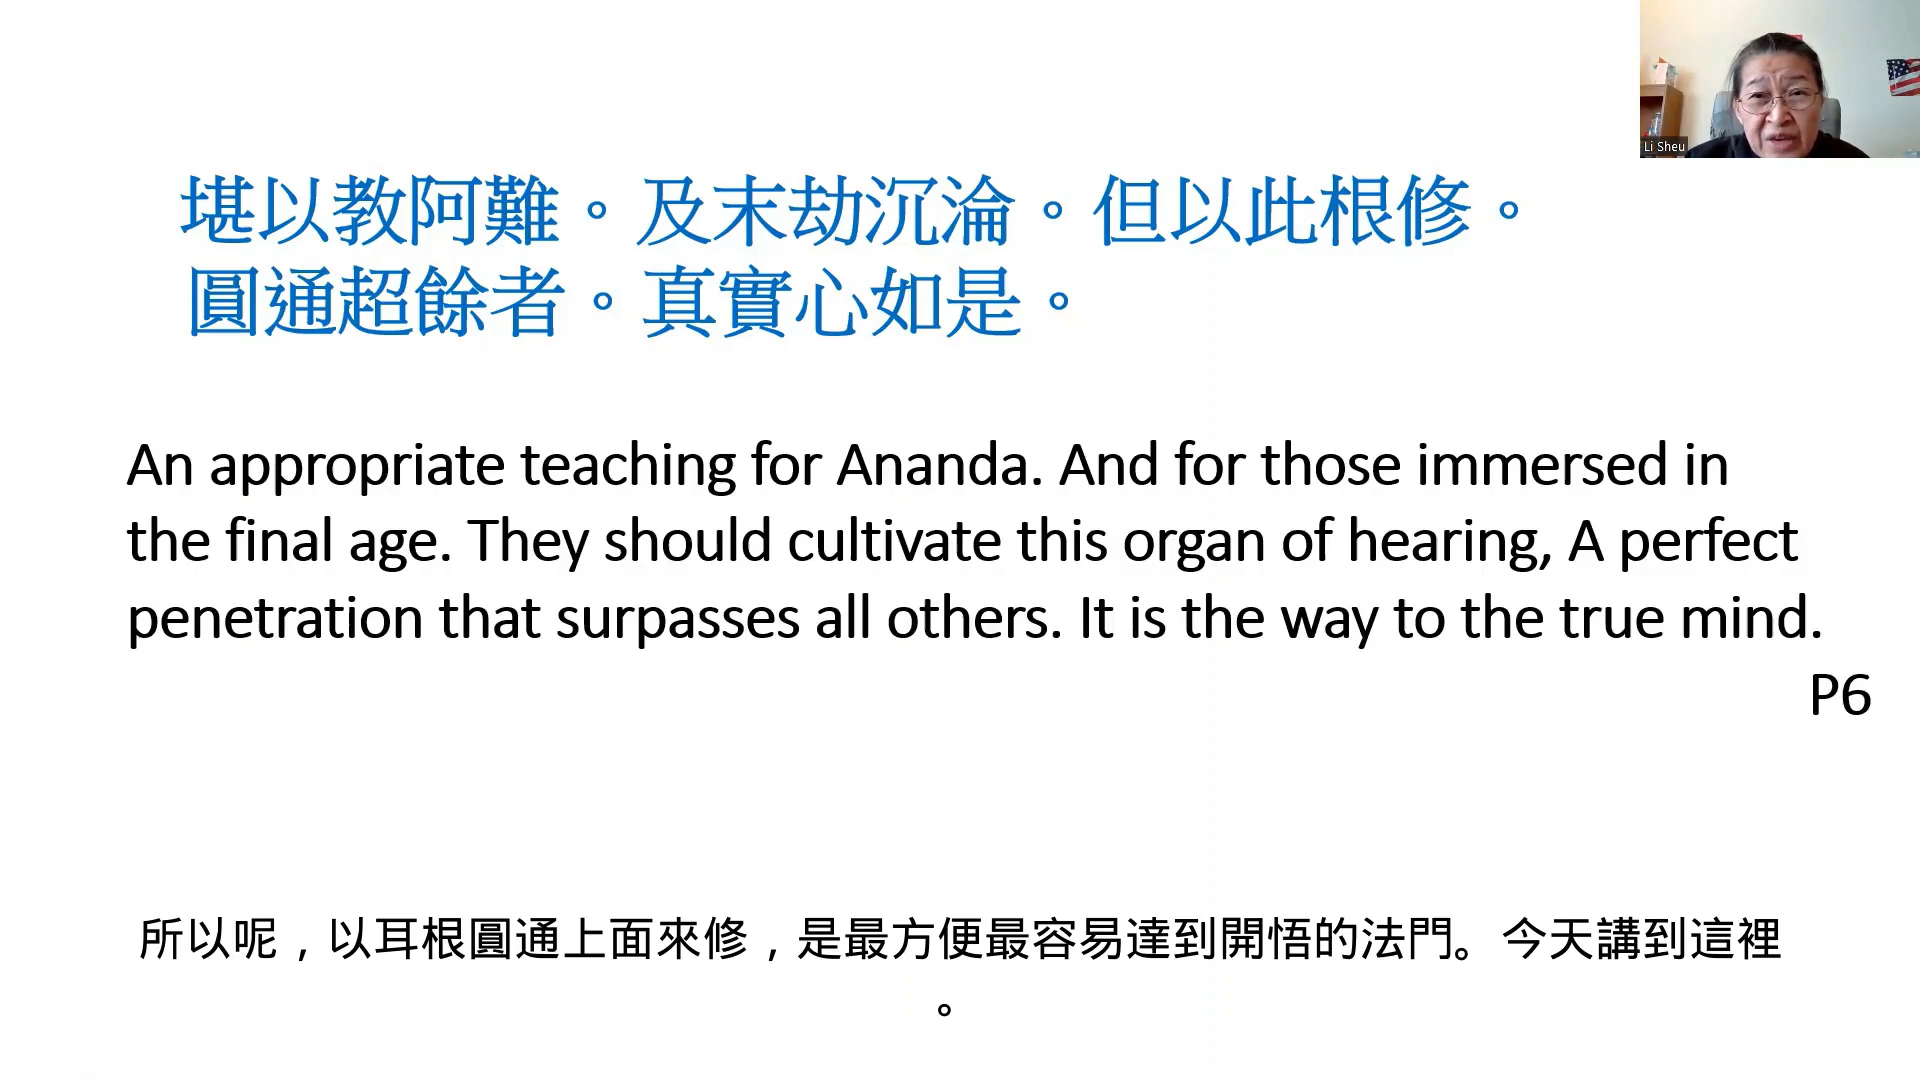 Li Sheu
堪以教阿難。及末劫沉淪。但以此根修。
圓通超餘者。真實心如是。
An appropriate teaching for Ananda. And for those immersed in
the final age. They should cultivate this organ of hearing, A perfect
penetration that surpasses all others. It is the way to the true mind.
P6
所以呢，以耳根圓通上面來修，是最方便最容易達到開悟的法門。今天講到這裡
。